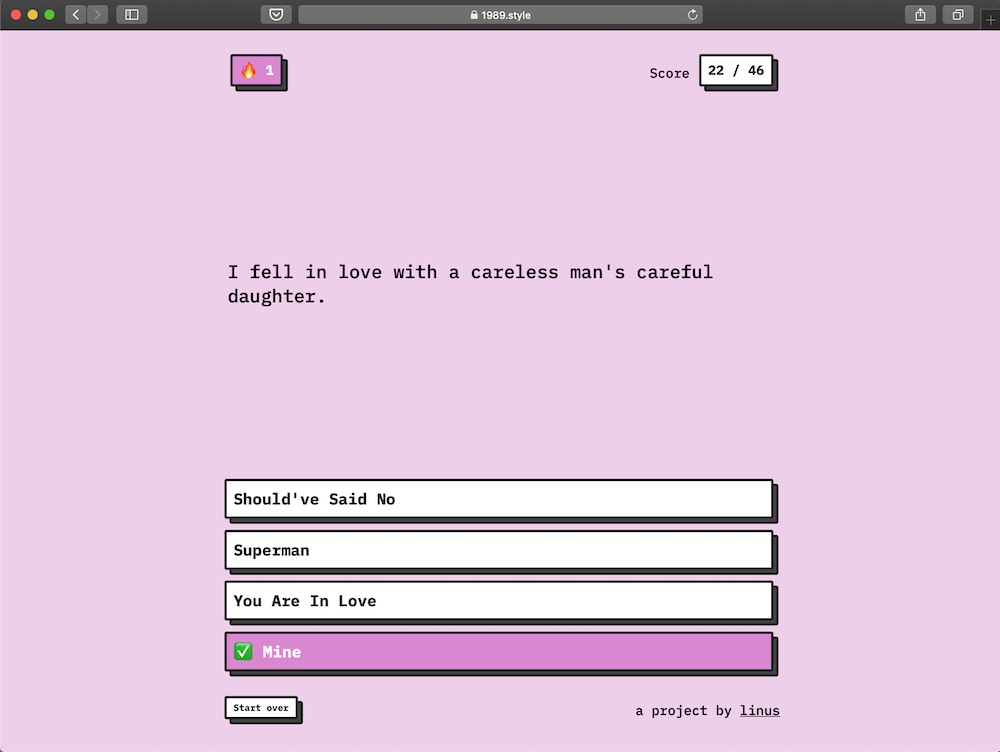 1989.style
🔥 1
Score 22 / 46
I fell in love with a careless man's careful
daughter.
Should've Said No
Superman
You Are In Love
✅ Mine
Start over
a project by linus